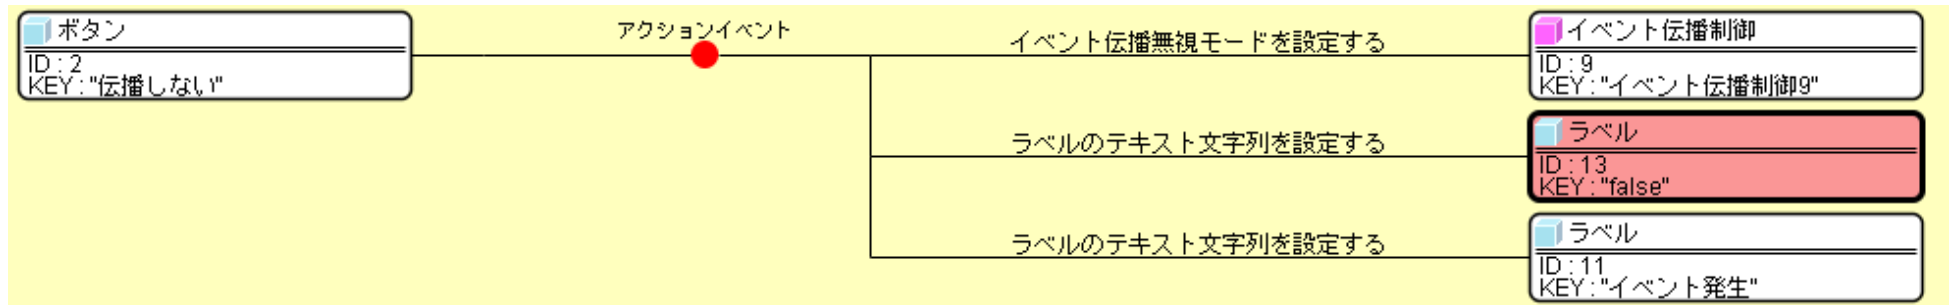 ボタン
ID : 2
KEY : "伝播しない"
アクションイベント
イベント伝播無視モードを設定する
イベント伝播制御
ID : 9
KEY : "イベント伝播制御9"
ラベルのテキスト文字列を設定する
ラベル
ID : 13
KEY : "false"
ラベルのテキスト文字列を設定する
ラベル
ID : 11
KEY : "イベント発生"